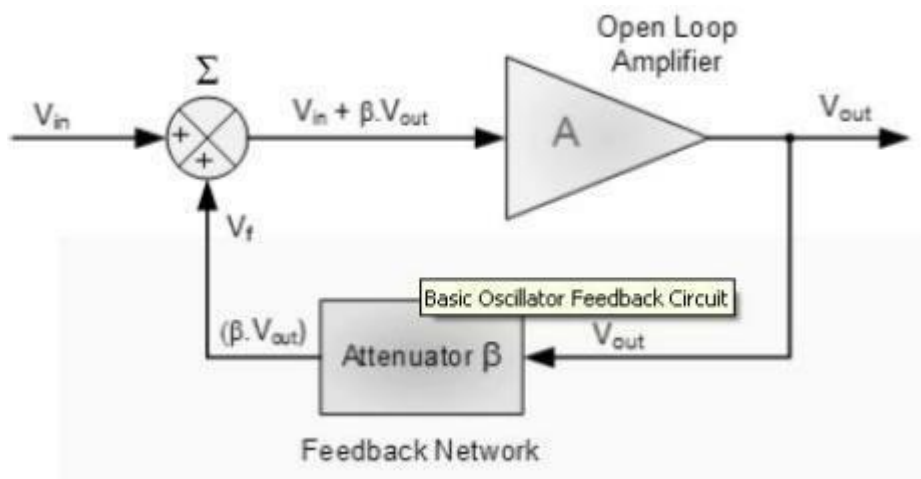 Open Loop
Amplifier
Σ
V_in
V_in + β.V_out
A
V_out
+
+
V_f
Basic Oscillator Feedback Circuit
(β.V_out)
Attenuator β
V_out
Feedback Network